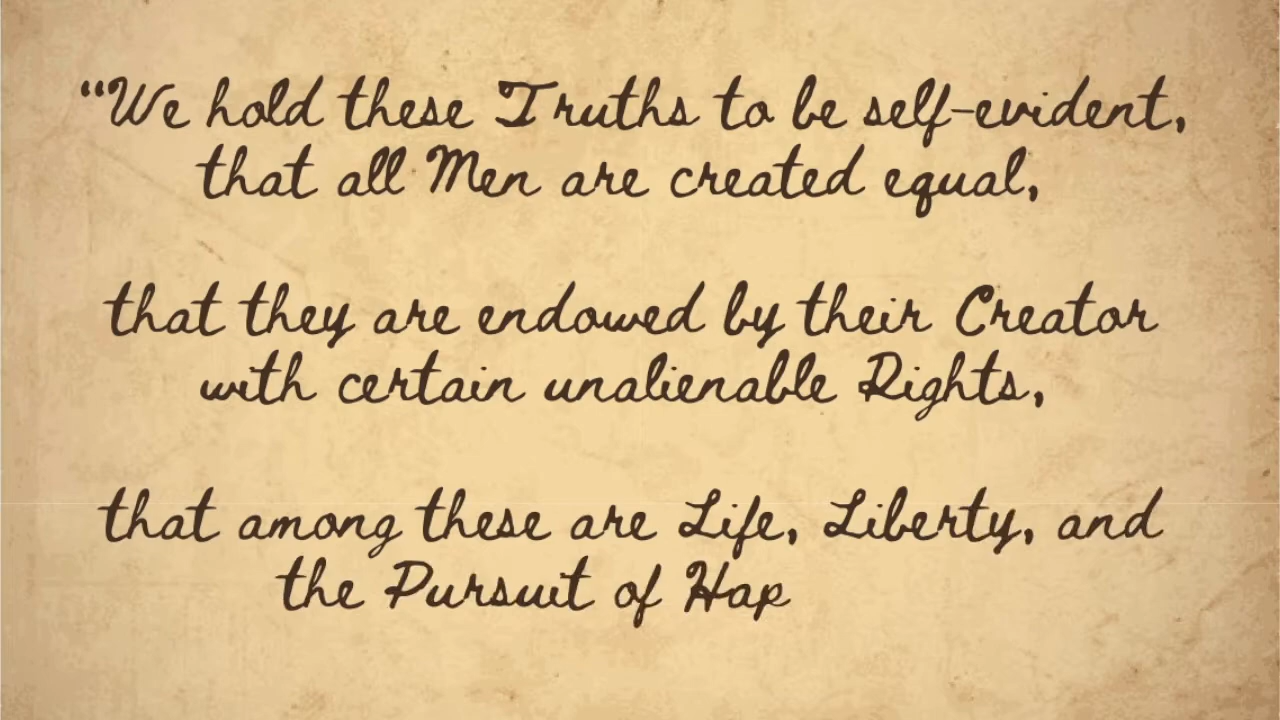 “We hold these Truths to be self-evident,
that all Men are created equal,
that they are endowed by their Creator
with certain unalienable Rights,
that among these are Life, Liberty, and
the Pursuit of Hap